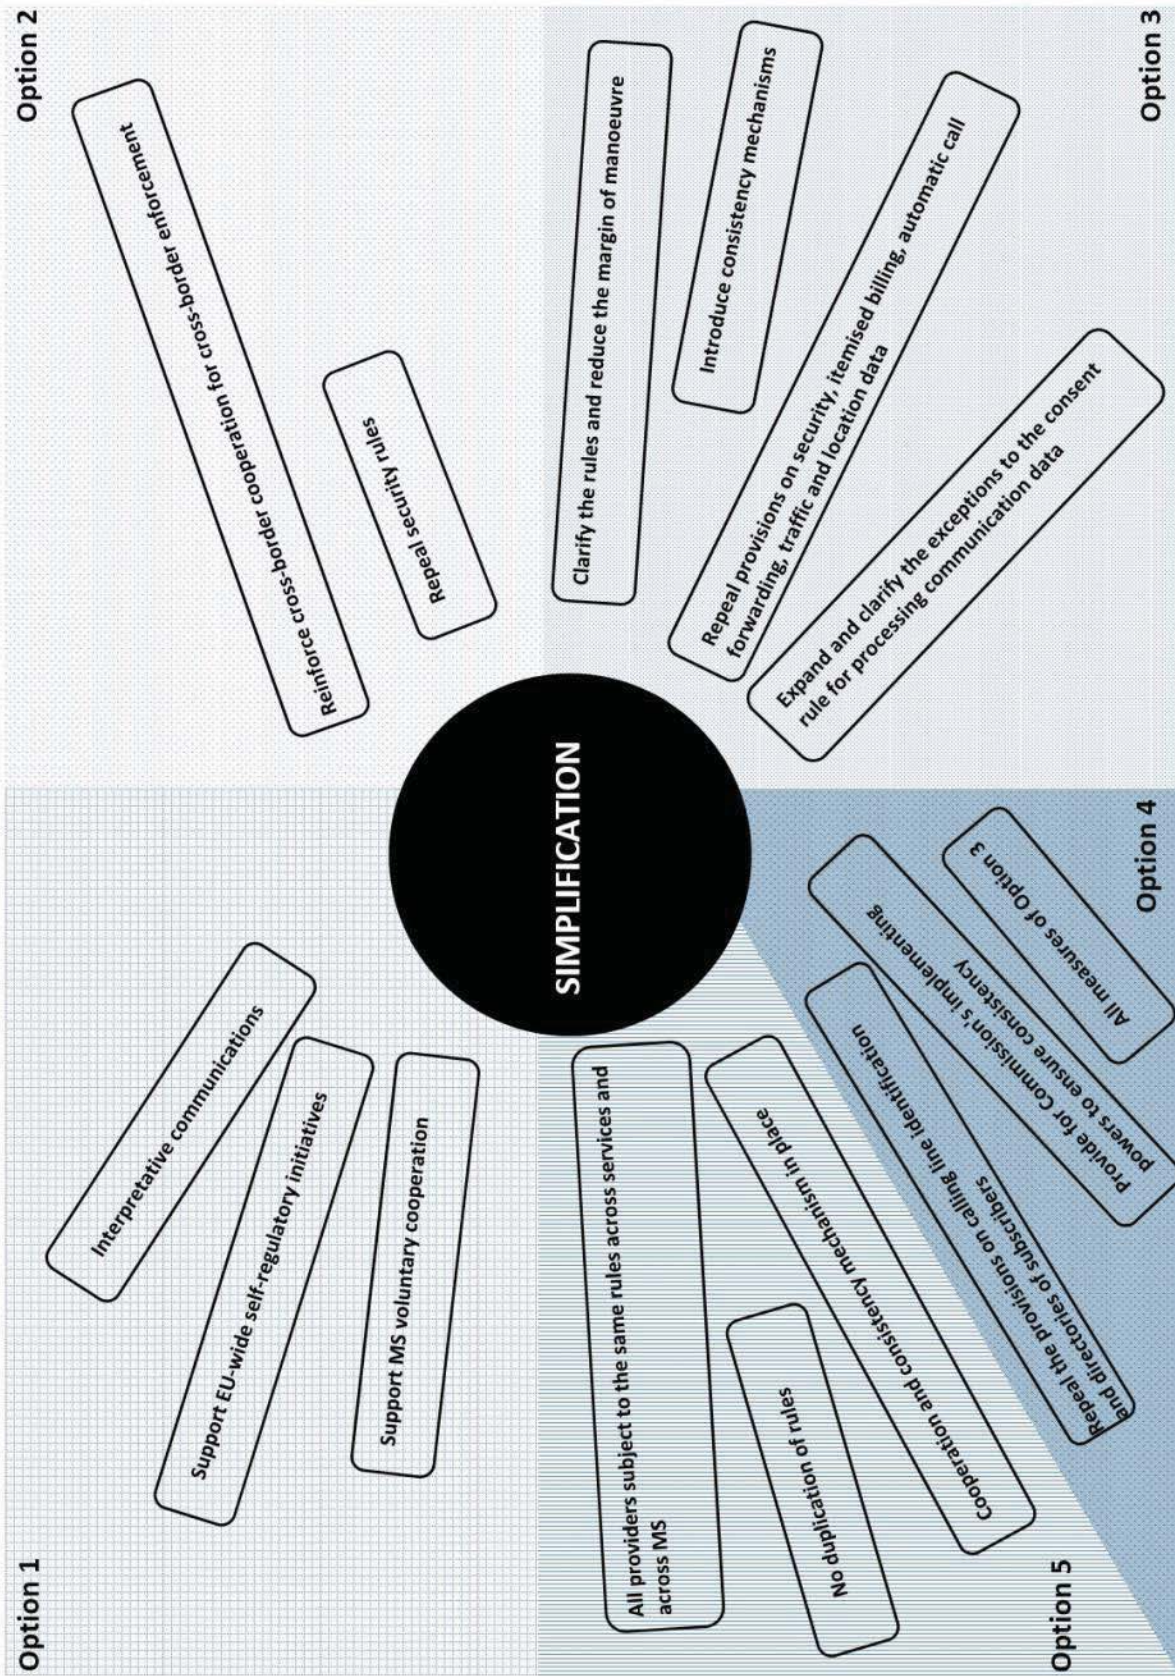 Option 1
Interpretative communications
Support EU-wide self-regulatory initiatives
Support MS voluntary cooperation
Option 2
Reinforce cross-border cooperation for cross-border enforcement
Repeal security rules
SIMPLIFICATION
Option 3
Clarify the rules and reduce the margin of manoeuvre
Introduce consistency mechanisms
Repeal provisions on security, itemised billing, automatic call
forwarding, traffic and location data
Expand and clarify the exceptions to the consent
rule for processing communication data
Option 4
All measures of Option 3
Provide for Commission's implementing
powers to ensure consistency
Repeal the provisions on calling line identification
and directories of subscribers
Option 5
All providers subject to the same rules across services and
across MS
No duplication of rules
Cooperation and consistency mechanism in place